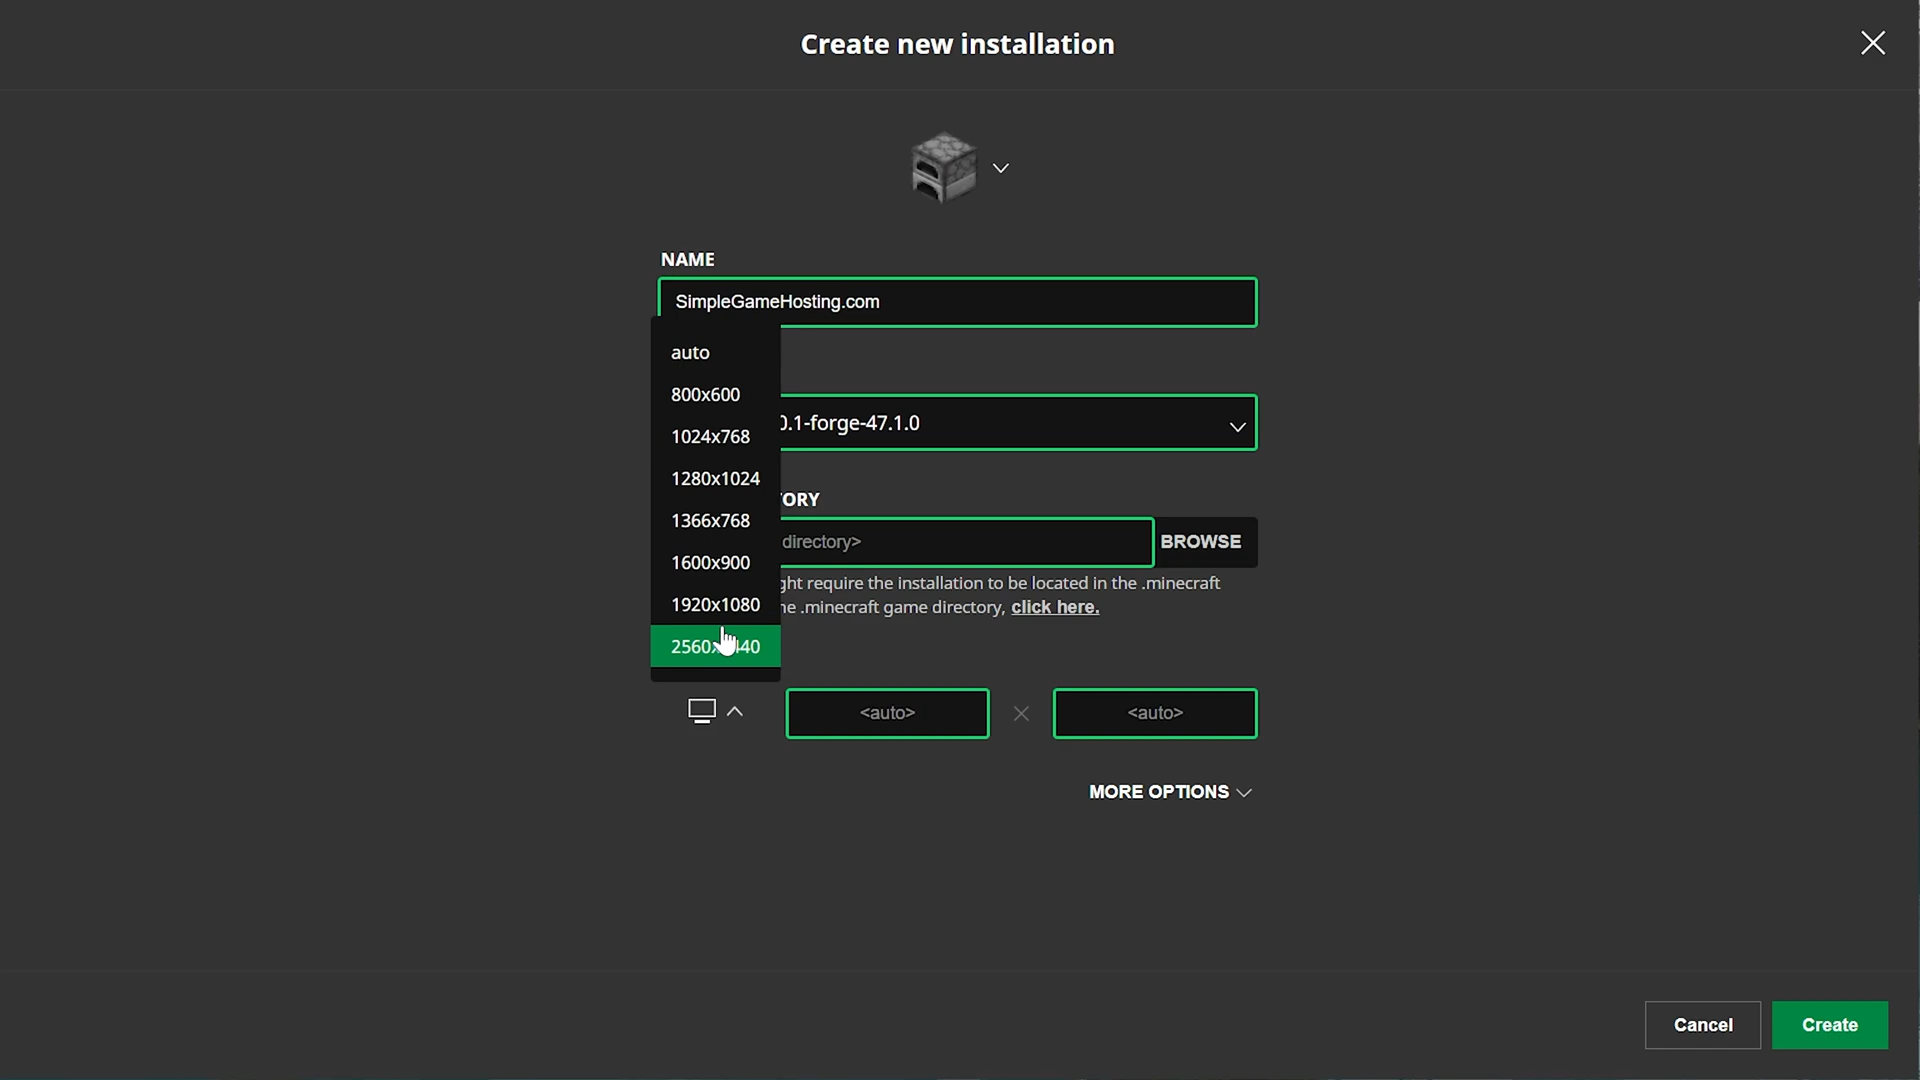 Create new installation
NAME
SimpleGameHosting.com
auto
800x600
1024x768
0.1-forge-47.1.0
1280x1024
ORY
1366x768
directory>
BROWSE
1600x900
ght require the installation to be located in the .minecraft
1920x1080
he .minecraft game directory, click here.
<auto>
<auto>
MORE OPTIONS
Cancel
Create